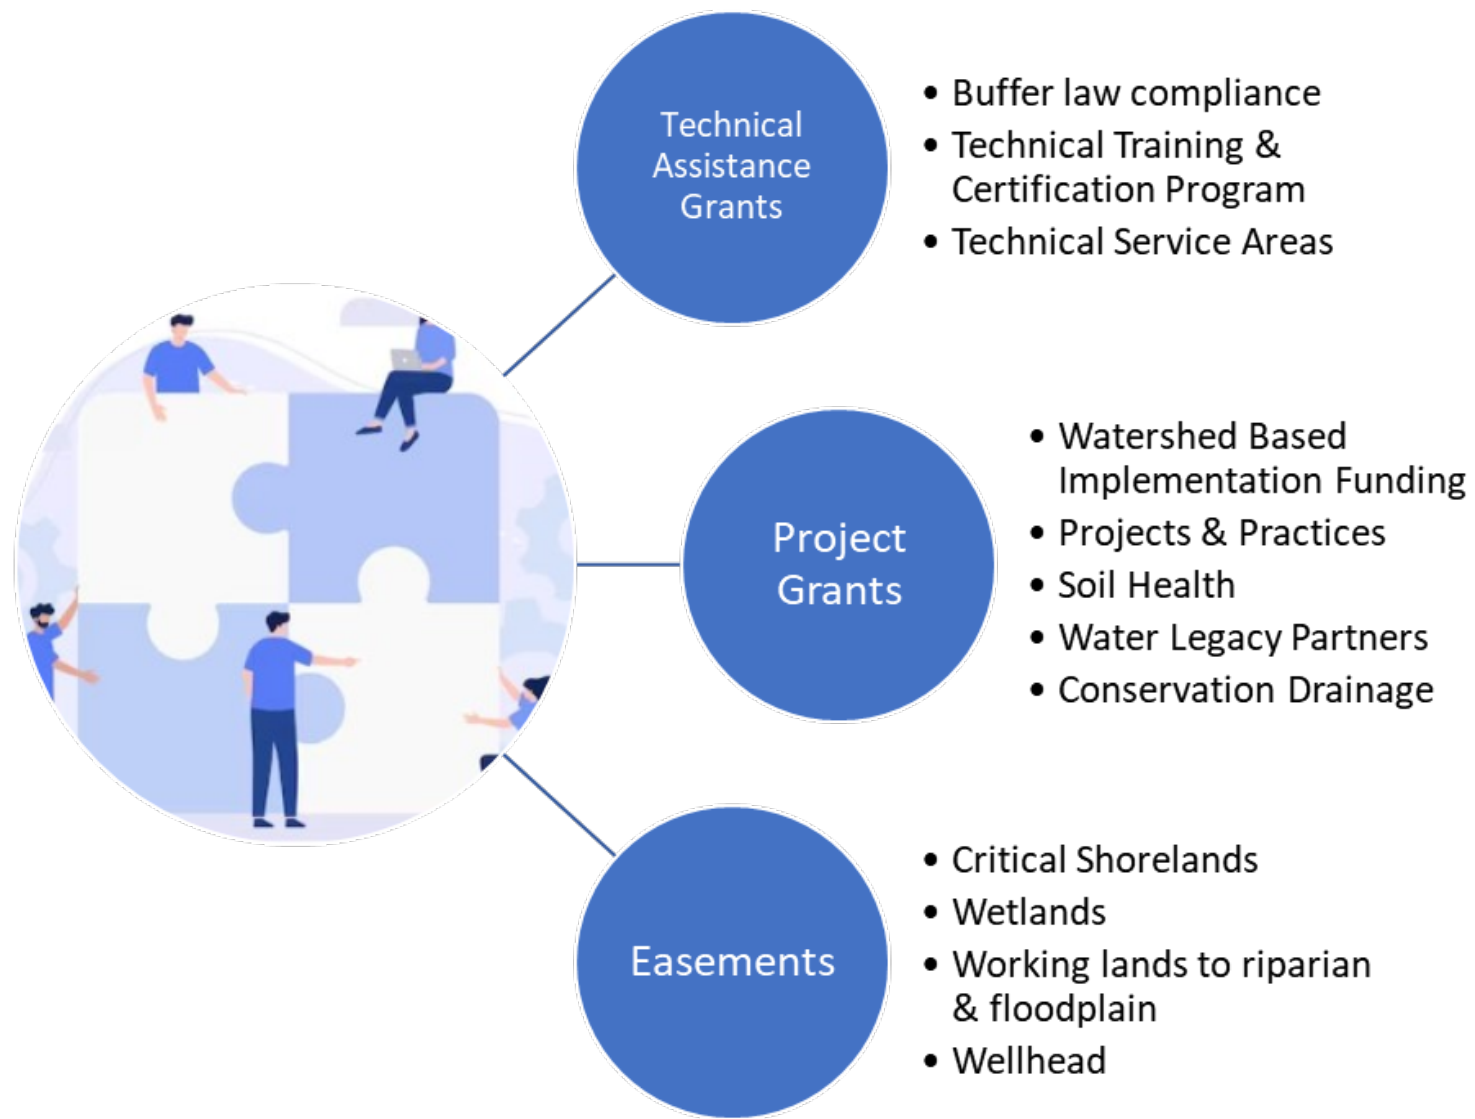 Technical
Assistance
Grants
• Buffer law compliance
• Technical Training &
Certification Program
• Technical Service Areas
Project
Grants
• Watershed Based
Implementation Funding
• Projects & Practices
• Soil Health
• Water Legacy Partners
• Conservation Drainage
Easements
• Critical Shorelands
• Wetlands
• Working lands to riparian
& floodplain
• Wellhead